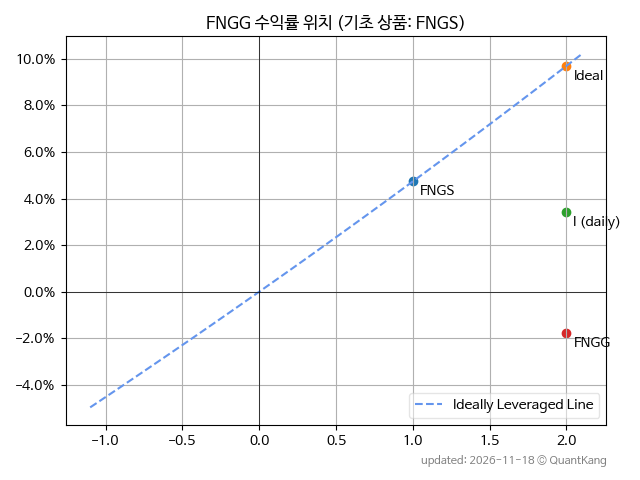 FNGG 수익률 위치 (기초 상품: FNGS)
10.0%
8.0%
6.0%
4.0%
2.0%
0.0%
−2.0%
−4.0%
Ideal
FNGS
l (daily)
FNGG
Ideally Leveraged Line
−1.0 −0.5 0.0 0.5 1.0 1.5 2.0
updated: 2026-11-18 © QuantKang